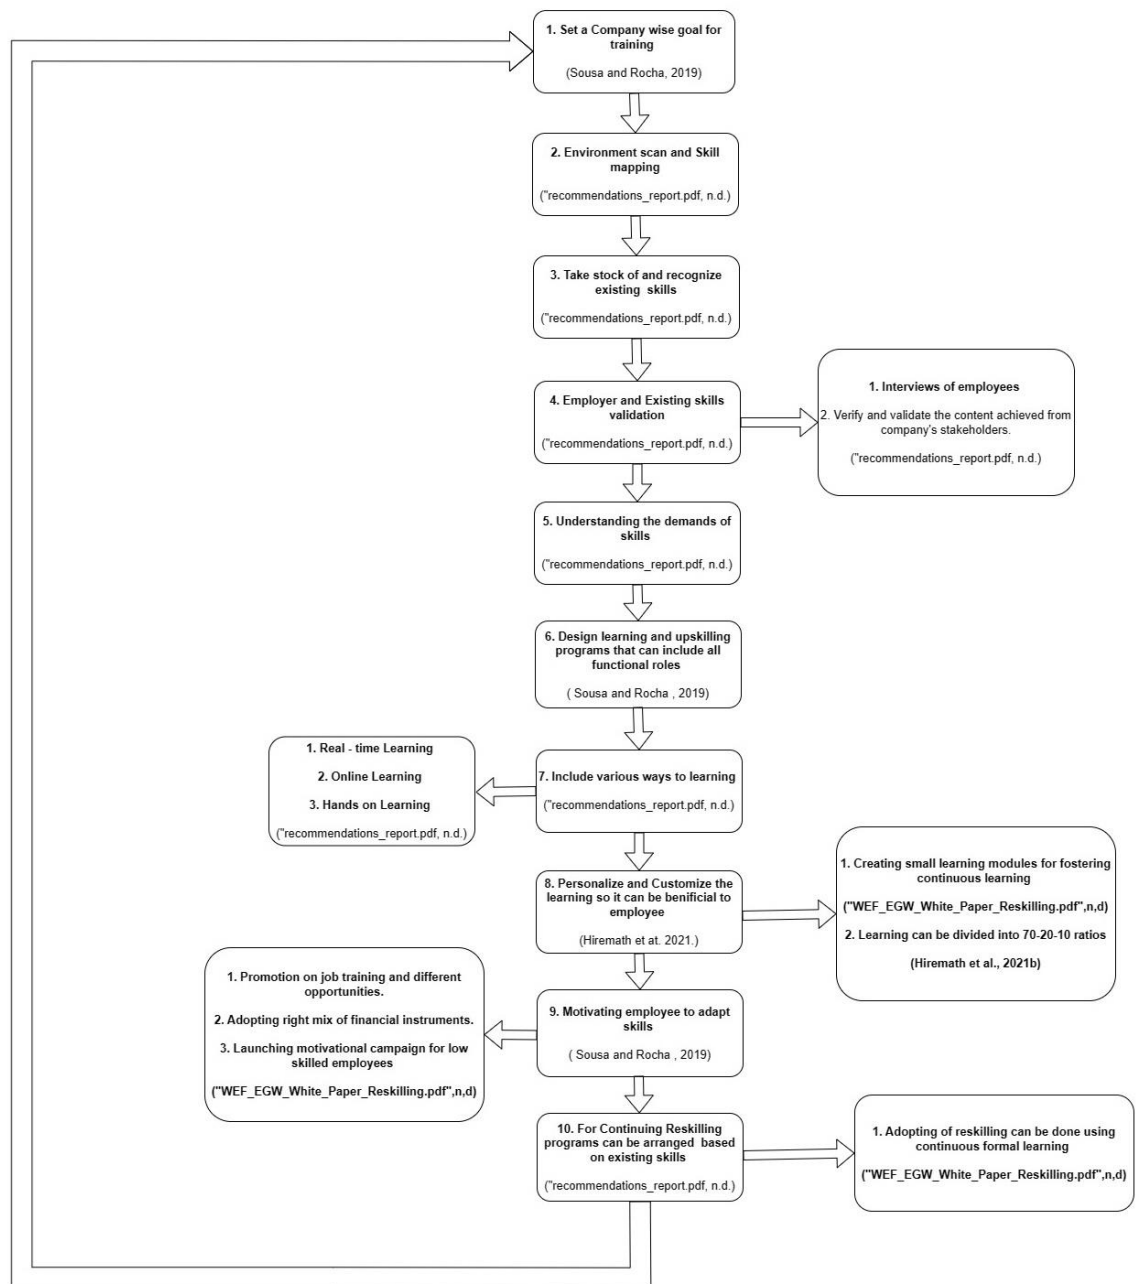 1. Set a Company wise goal for
training
(Sousa and Rocha, 2019)
2. Environment scan and Skill
mapping
("recommendations_report.pdf, n.d.)
3. Take stock of and recognize
existing skills
("recommendations_report.pdf, n.d.)
4. Employer and Existing skills
validation
("recommendations_report.pdf, n.d.)
1. Interviews of employees
2. Verify and validate the content achieved from
company's stakeholders.
("recommendations_report.pdf, n.d.)
5. Understanding the demands of
skills
("recommendations_report.pdf, n.d.)
6. Design learning and upskilling
programs that can include all
functional roles
( Sousa and Rocha , 2019)
7. Include various ways to learning
("recommendations_report.pdf, n.d.)
1. Real - time Learning
2. Online Learning
3. Hands on Learning
("recommendations_report.pdf, n.d.)
8. Personalize and Customize the
learning so it can be benificial to
employee
(Hiremath et at. 2021.)
1. Creating small learning modules for fostering
continuous learning
("WEF_EGW_White_Paper_Reskilling.pdf",n,d)
2. Learning can be divided into 70-20-10 ratios
(Hiremath et al., 2021b)
9. Motivating employee to adapt
skills
( Sousa and Rocha, 2019)
1. Promotion on job training and different
opportunities.
2. Adopting right mix of financial instruments.
3. Launching motivational campaign for low
skilled employees
("WEF_EGW_White_Paper_Reskilling.pdf",n,d)
10. For Continuing Reskilling
programs can be arranged based
on existing skills
("recommendations_report.pdf, n.d.)
1. Adopting of reskilling can be done using
continuous formal learning
("WEF_EGW_White_Paper_Reskilling.pdf",n,d)